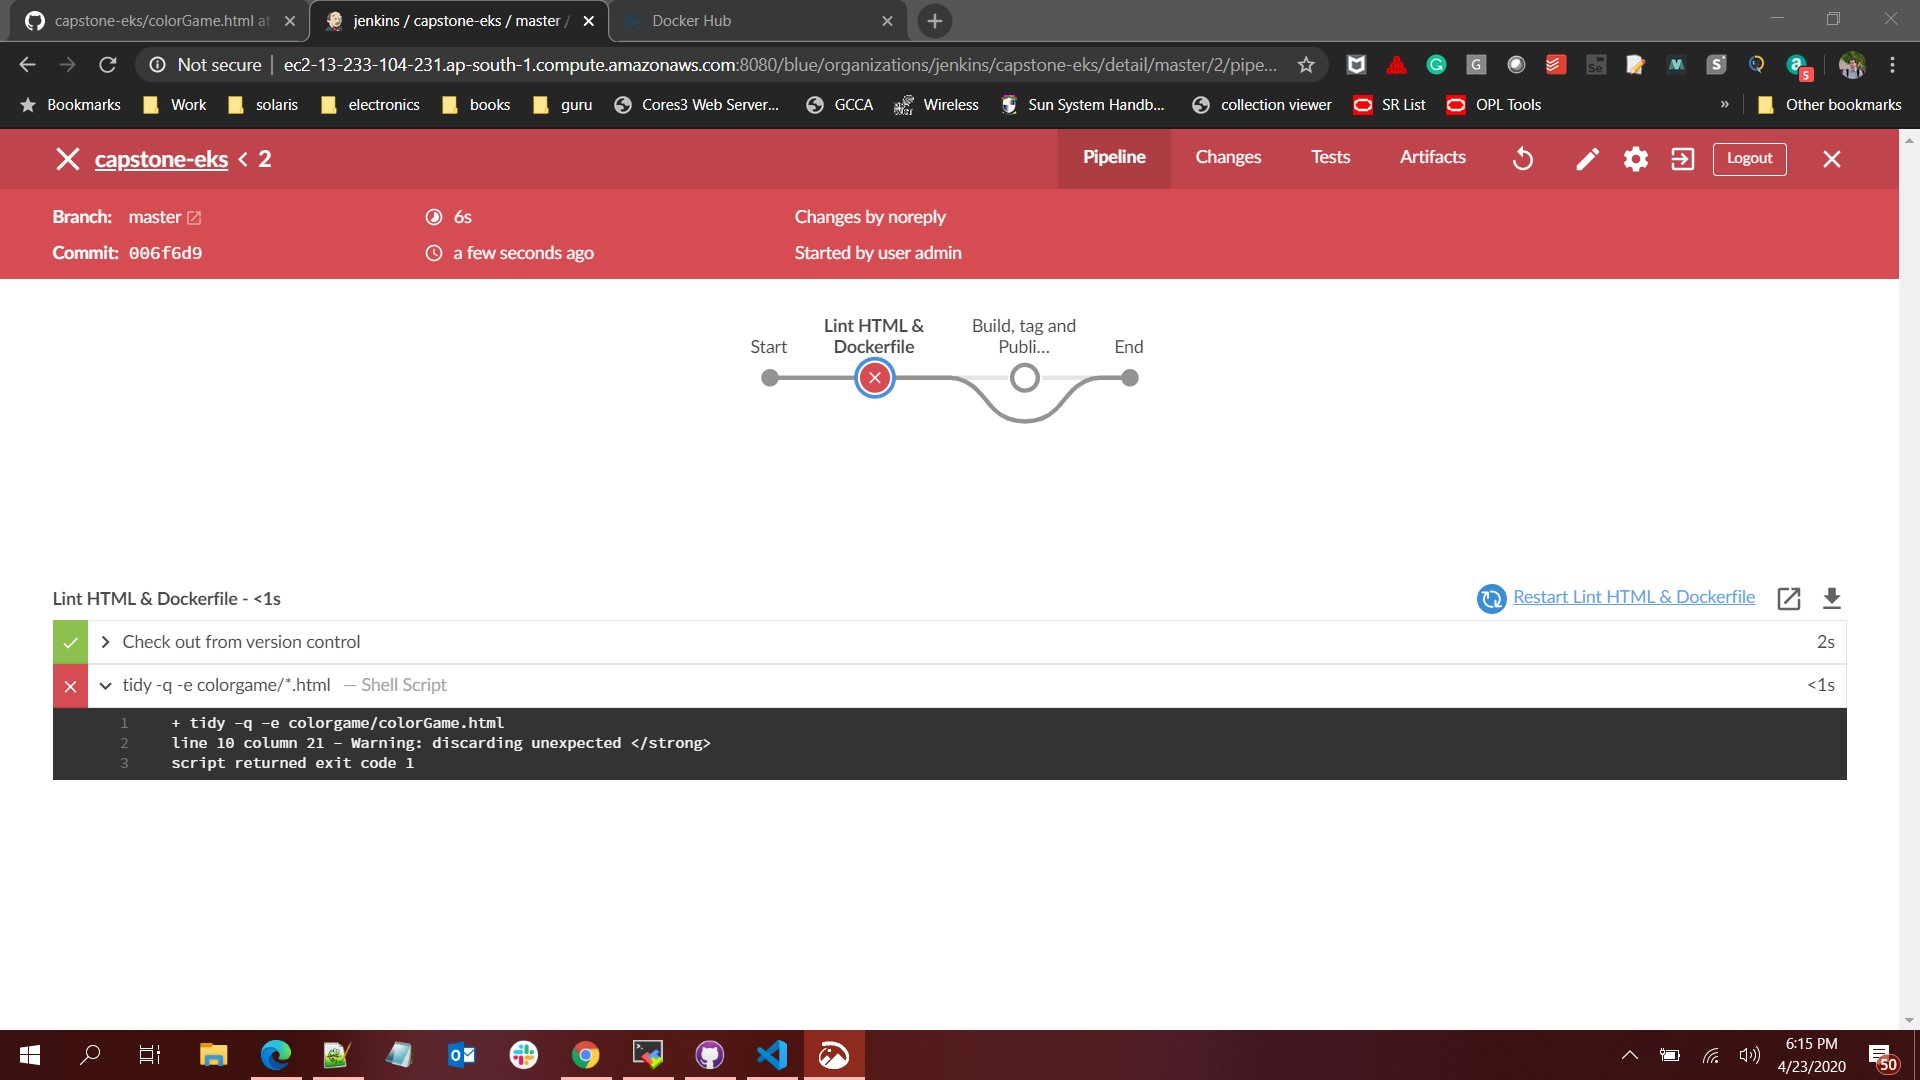 capstone-eks/colorGame.html at
jenkins / capstone-eks / master /
Docker Hub
Not secure
ec2-13-233-104-231.ap-south-1.compute.amazonaws.com:8080/blue/organizations/jenkins/capstone-eks/detail/master/2/pipe...
5
Bookmarks
Work
solaris
electronics
books
guru
Cores3 Web Server...
GCCA
Wireless
Sun System Handb...
collection viewer
SR List
OPL Tools
»
Other bookmarks
capstone-eks < 2
Pipeline
Changes
Tests
Artifacts
Logout
Branch: master
6s
Changes by noreply
Commit: 006f6d9
a few seconds ago
Started by user admin
Start
Lint HTML &
Dockerfile
Build, tag and
Publi...
End
Lint HTML & Dockerfile - <1s
Restart Lint HTML & Dockerfile
Check out from version control
2s
tidy -q -e colorgame/*.html — Shell Script
<1s
1 + tidy -q -e colorgame/colorGame.html
2 line 10 column 21 - Warning: discarding unexpected </strong>
3 script returned exit code 1
6:15 PM
4/23/2020
50